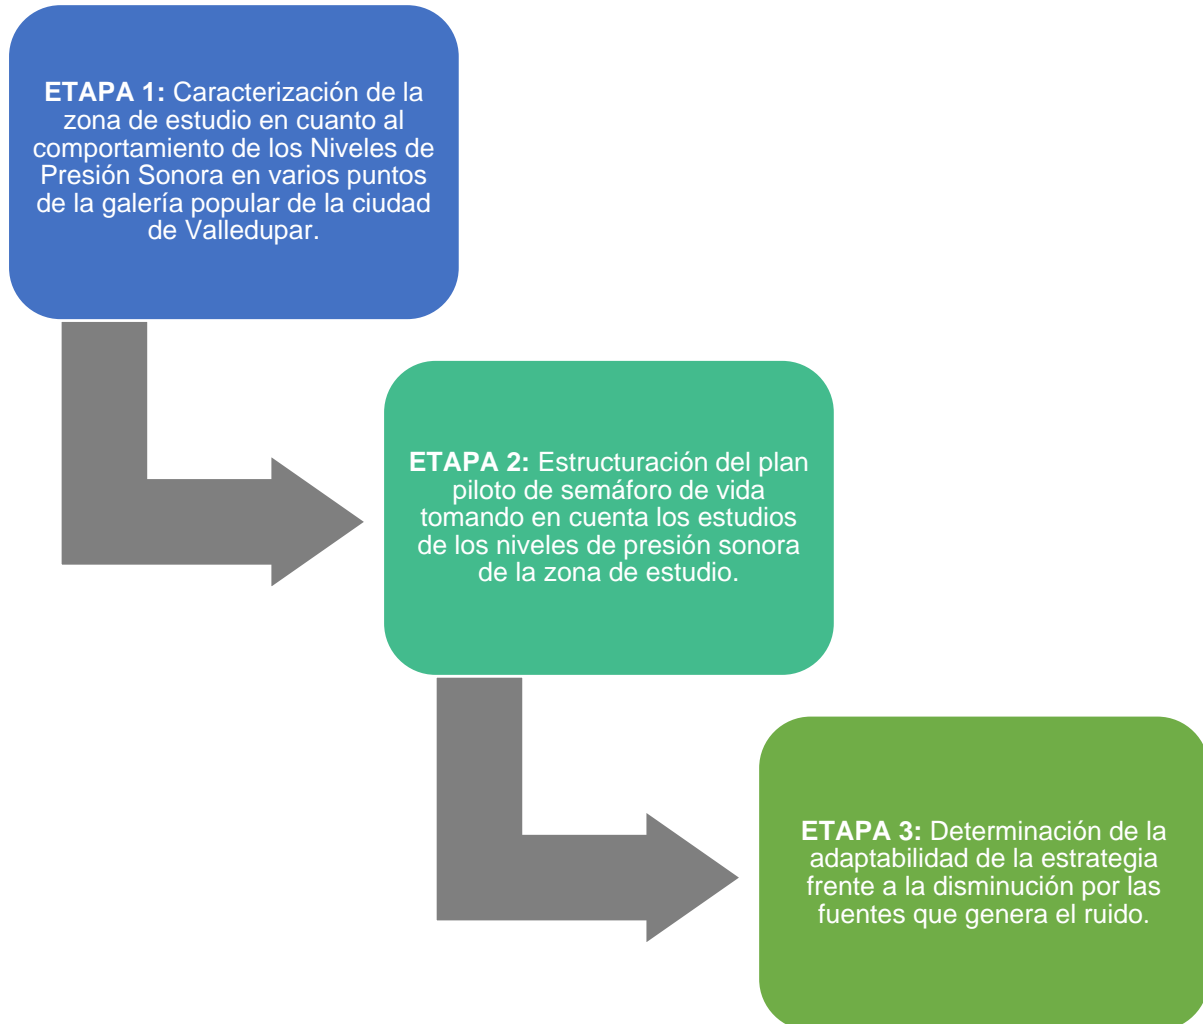 ETAPA 1: Caracterización de la
zona de estudio en cuanto al
comportamiento de los Niveles de
Presión Sonora en varios puntos
de la galería popular de la ciudad
de Valledupar.
ETAPA 2: Estructuración del plan
piloto de semáforo de vida
tomando en cuenta los estudios
de los niveles de presión sonora
de la zona de estudio.
ETAPA 3: Determinación de la
adaptabilidad de la estrategia
frente a la disminución por las
fuentes que genera el ruido.